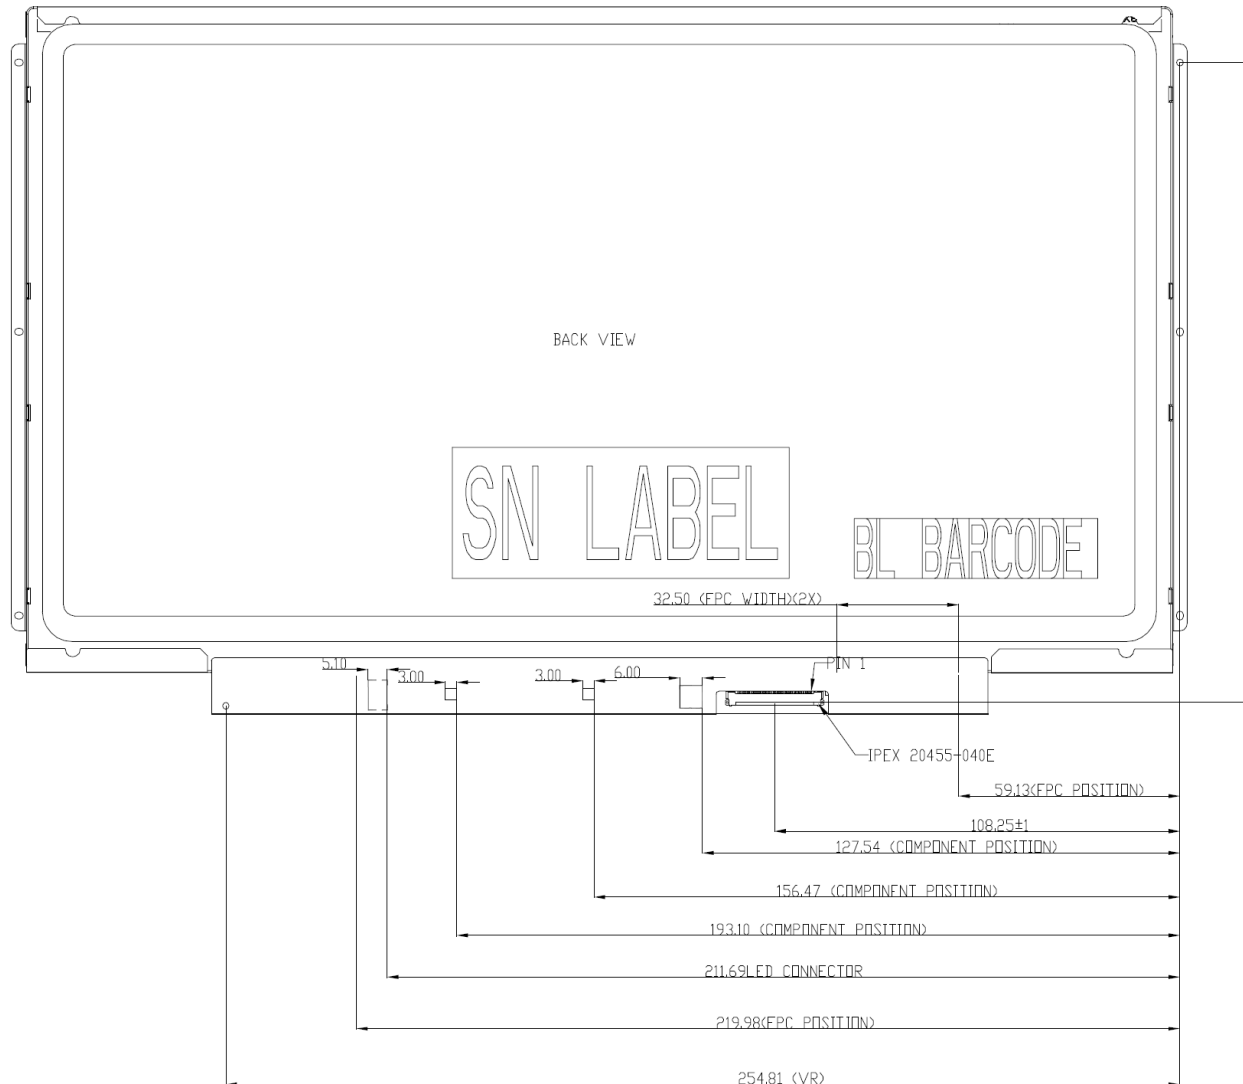 BACK VIEW
SN LABEL
BL BARCODE
32.50 (FPC WIDTH)(2X)
5.10
3.00
3.00
6.00
PIN 1
IPEX 20455-040E
59.13(FPC POSITION)
108.25±1
127.54 (COMPONENT POSITION)
156.47 (COMPONENT POSITION)
193.10 (COMPONENT POSITION)
211.69LED CONNECTOR
219.98(FPC POSITION)
254.81 (VR)